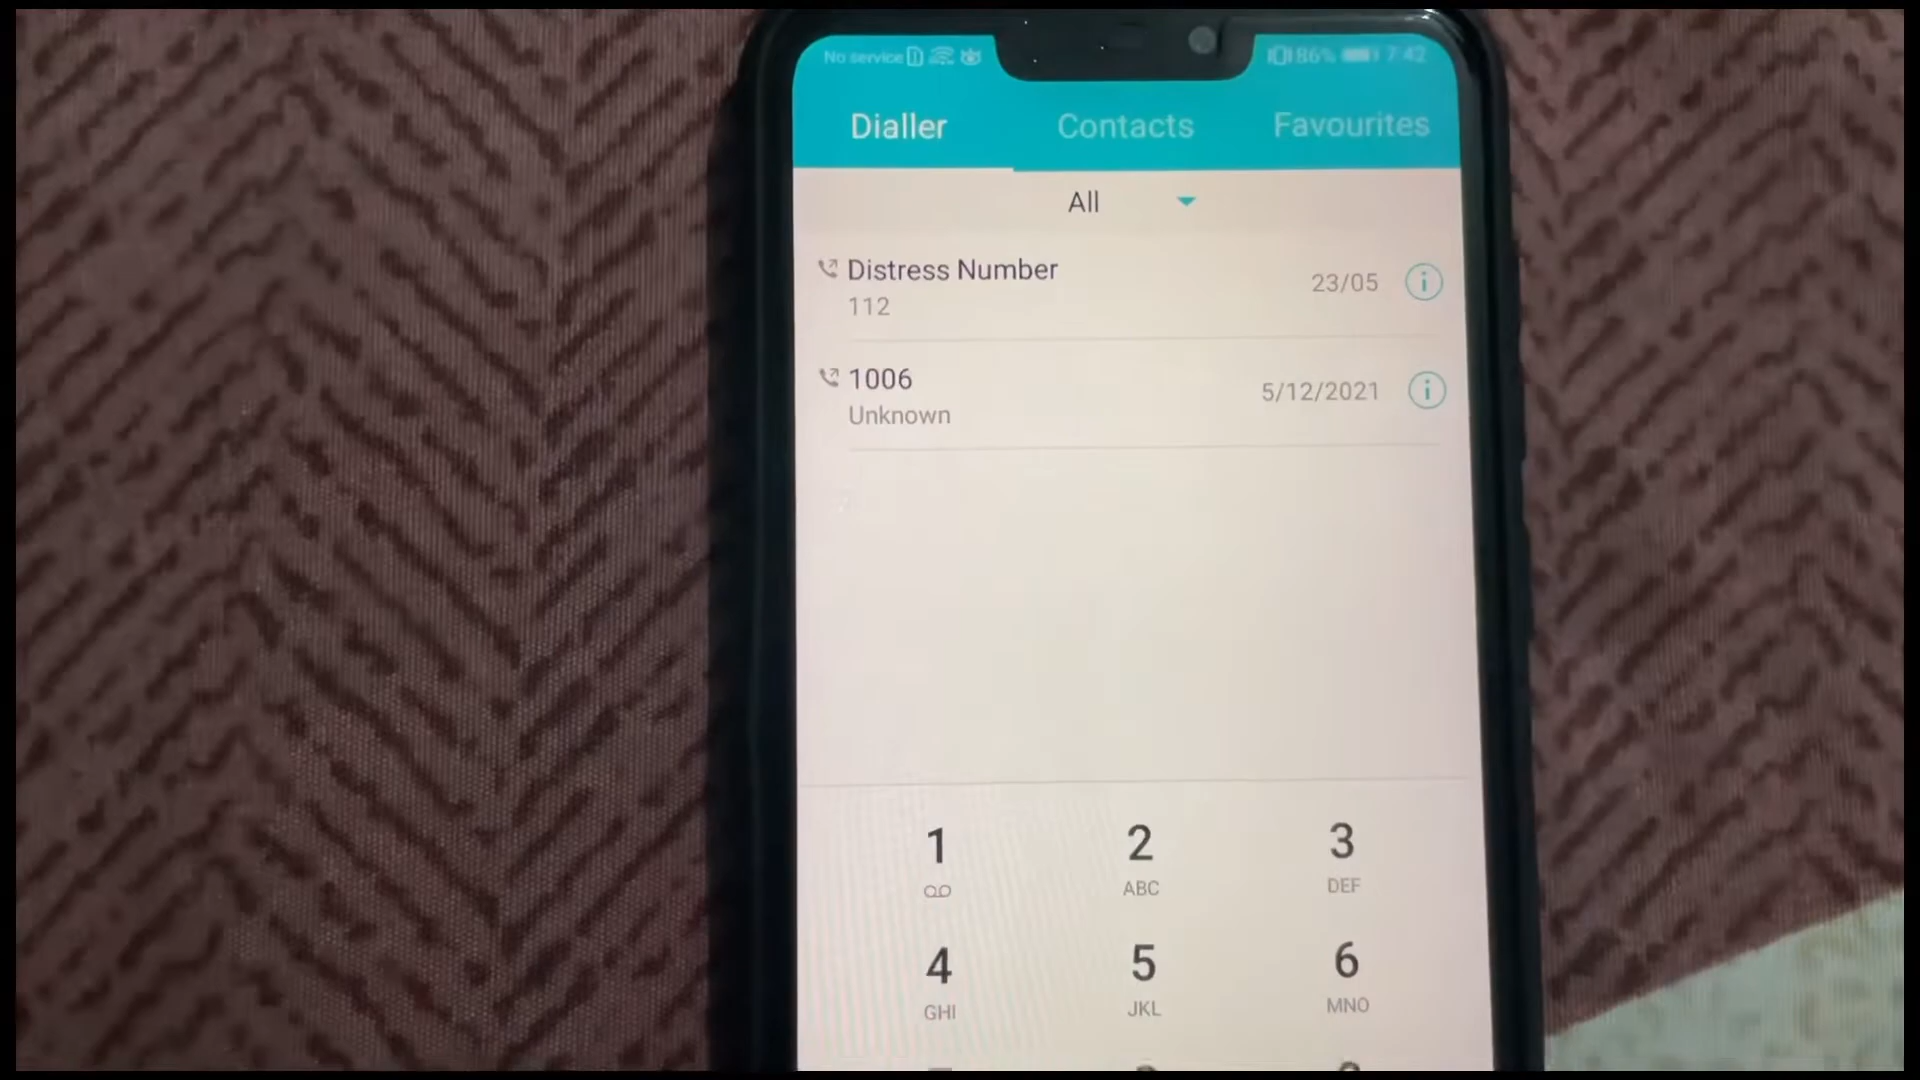 No service 86% 7:42
Dialler Contacts Favourites
All
Distress Number
112
23/05
1006
Unknown
5/12/2021
1 2 3
ABC DEF
4 5 6
GHI JKL MNO